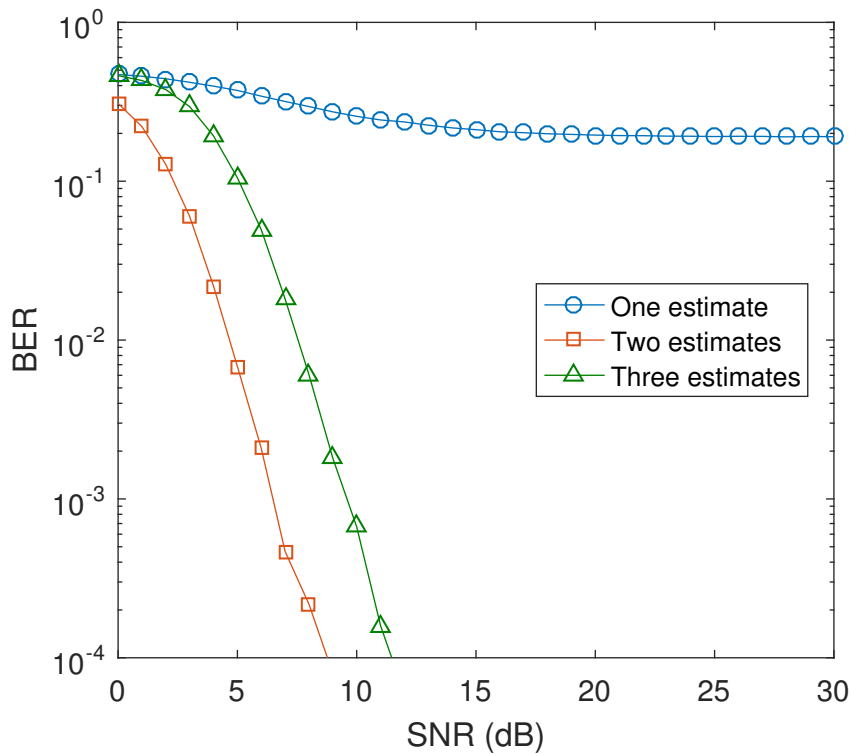 10^0
10^-1
10^-2
10^-3
10^-4
BER
0 5 10 15 20 25 30
SNR (dB)
One estimate
Two estimates
Three estimates